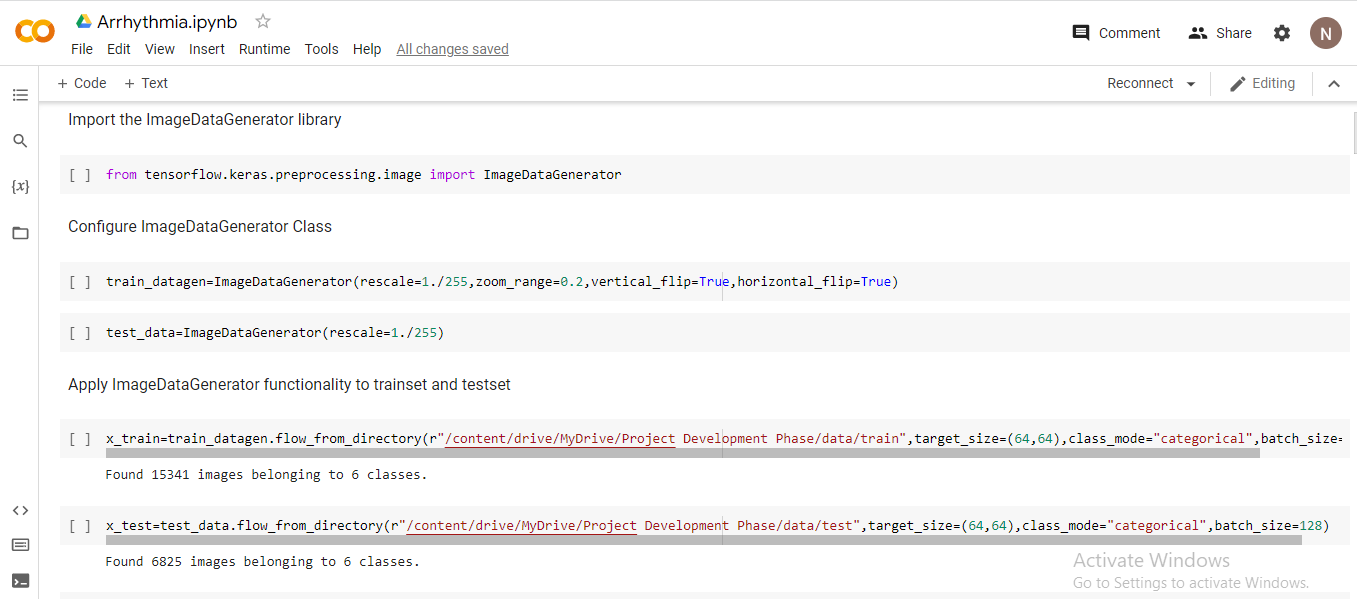 Arrhythmia.ipynb
File Edit View Insert Runtime Tools Help All changes saved
Comment Share N
+ Code + Text Reconnect Editing
Import the ImageDataGenerator library
[ ] from tensorflow.keras.preprocessing.image import ImageDataGenerator
{x}
Configure ImageDataGenerator Class
[ ] train_datagen=ImageDataGenerator(rescale=1./255,zoom_range=0.2,vertical_flip=True,horizontal_flip=True)
[ ] test_data=ImageDataGenerator(rescale=1./255)
Apply ImageDataGenerator functionality to trainset and testset
[ ] x_train=train_datagen.flow_from_directory(r"/content/drive/MyDrive/Project Development Phase/data/train",target_size=(64,64),class_mode="categorical",batch_size=
Found 15341 images belonging to 6 classes.
[ ] x_test=test_data.flow_from_directory(r"/content/drive/MyDrive/Project Development Phase/data/test",target_size=(64,64),class_mode="categorical",batch_size=128)
Found 6825 images belonging to 6 classes.
Activate Windows
Go to Settings to activate Windows.